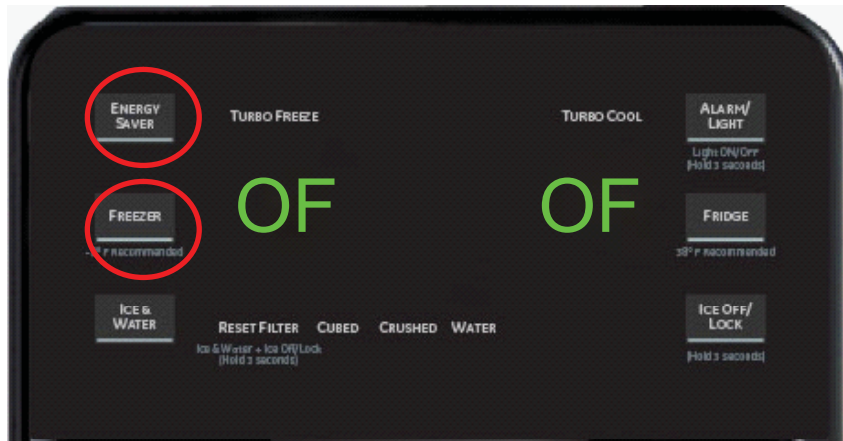 ENERGY
SAVER
TURBO FREEZE
TURBO COOL
ALARM/
LIGHT
Light ON/OFF
(Hold 3 seconds)
OF
OF
FREEZER
FRIDGE
F Recommended
38° F Recommended
ICE &
WATER
RESET FILTER CUBED CRUSHED WATER
ICE OFF/
LOCK
Ice & Water + Ice Off/Lock
(Hold 3 seconds)
(Hold 3 seconds)